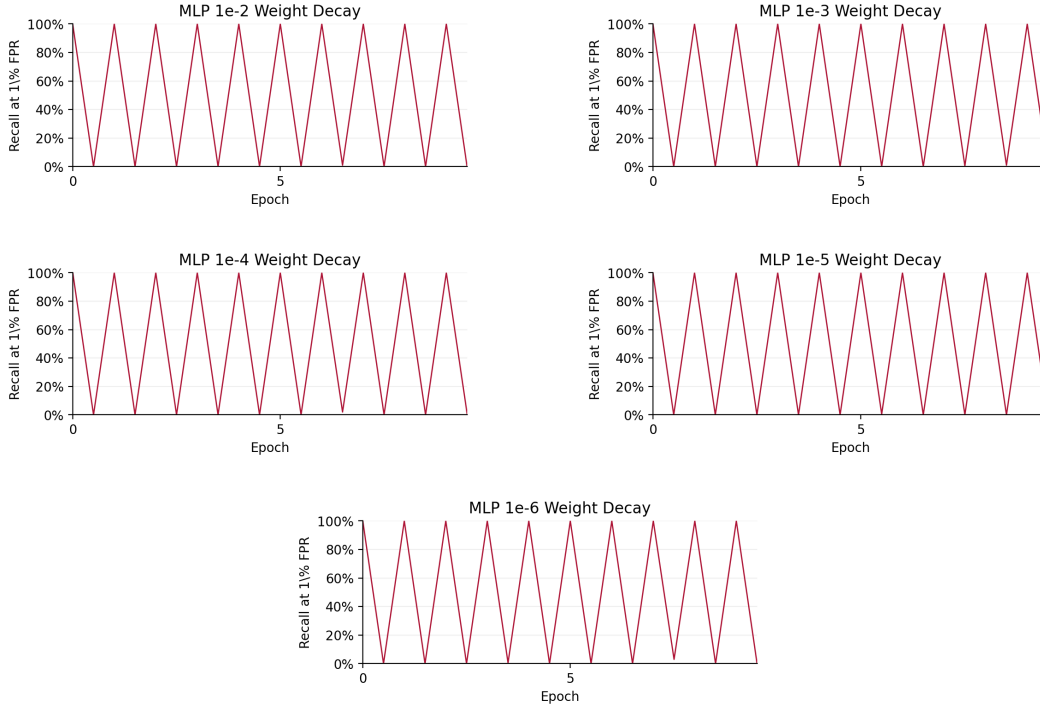 MLP 1e-2 Weight Decay
100%
80%
60%
40%
20%
0%
Recall at 1\% FPR
0
5
Epoch
MLP 1e-3 Weight Decay
100%
80%
60%
40%
20%
0%
Recall at 1\% FPR
0
5
Epoch
MLP 1e-4 Weight Decay
100%
80%
60%
40%
20%
0%
Recall at 1\% FPR
0
5
Epoch
MLP 1e-5 Weight Decay
100%
80%
60%
40%
20%
0%
Recall at 1\% FPR
0
5
Epoch
MLP 1e-6 Weight Decay
100%
80%
60%
40%
20%
0%
Recall at 1\% FPR
0
5
Epoch